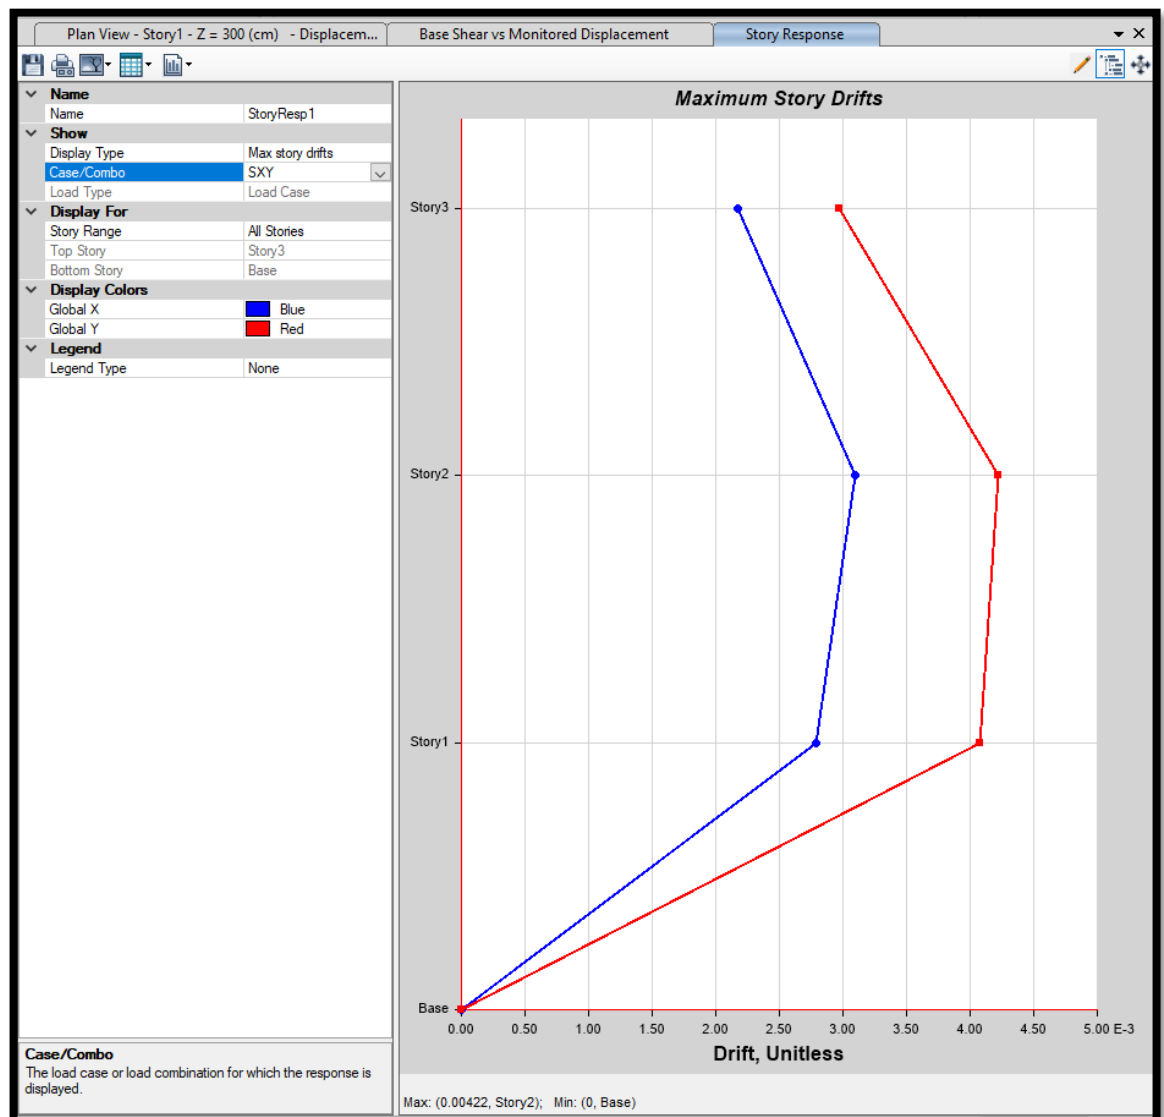 Plan View - Story1 - Z = 300 (cm) - Displacem...
Base Shear vs Monitored Displacement
Story Response
Name
Name StoryResp1
Show
Display Type Max story drifts
Case/Combo SXY
Load Type Load Case
Display For
Story Range All Stories
Top Story Story3
Bottom Story Base
Display Colors
Global X Blue
Global Y Red
Legend
Legend Type None
Case/Combo
The load case or load combination for which the response is
displayed.
Maximum Story Drifts
Story3
Story2
Story1
Base
0.00 0.50 1.00 1.50 2.00 2.50 3.00 3.50 4.00 4.50 5.00 E-3
Drift, Unitless
Max: (0.00422, Story2); Min: (0, Base)